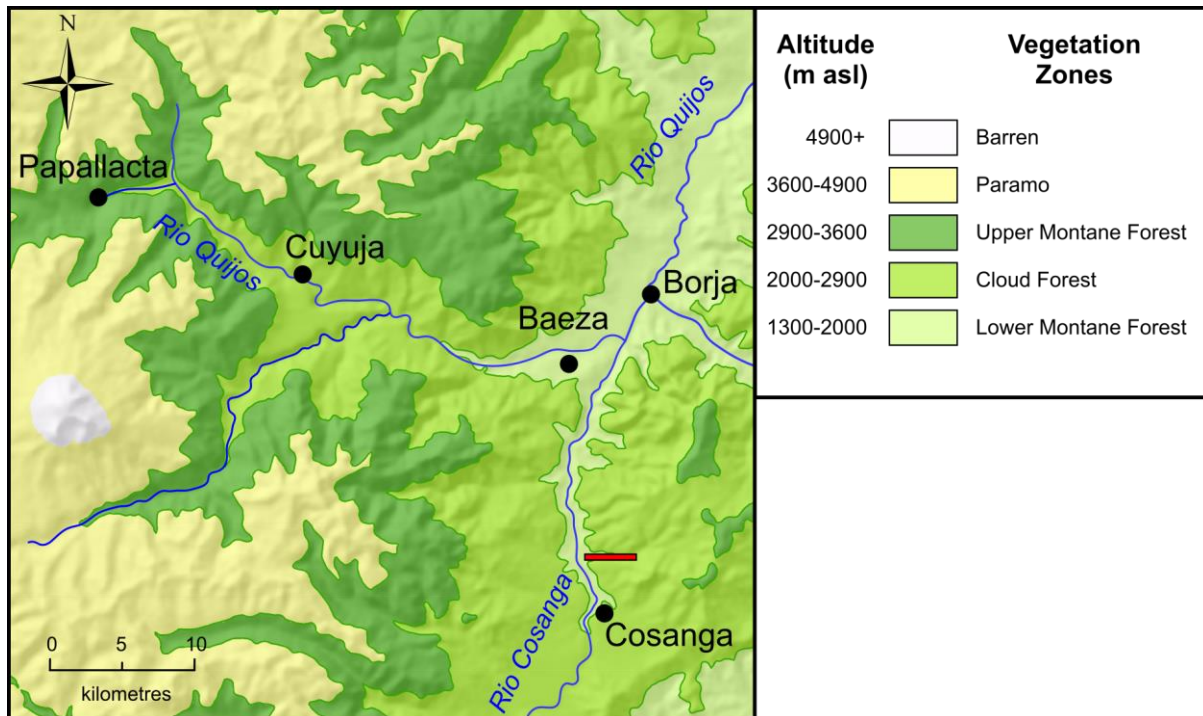 N
Papallacta
Rio Quijos
Cuyuja
Rio Quijos
Borja
Baeza
Rio Cosanga
Cosanga
0 5 10
kilometres
Altitude
(m asl)
Vegetation
Zones
4900+ Barren
3600-4900 Paramo
2900-3600 Upper Montane Forest
2000-2900 Cloud Forest
1300-2000 Lower Montane Forest